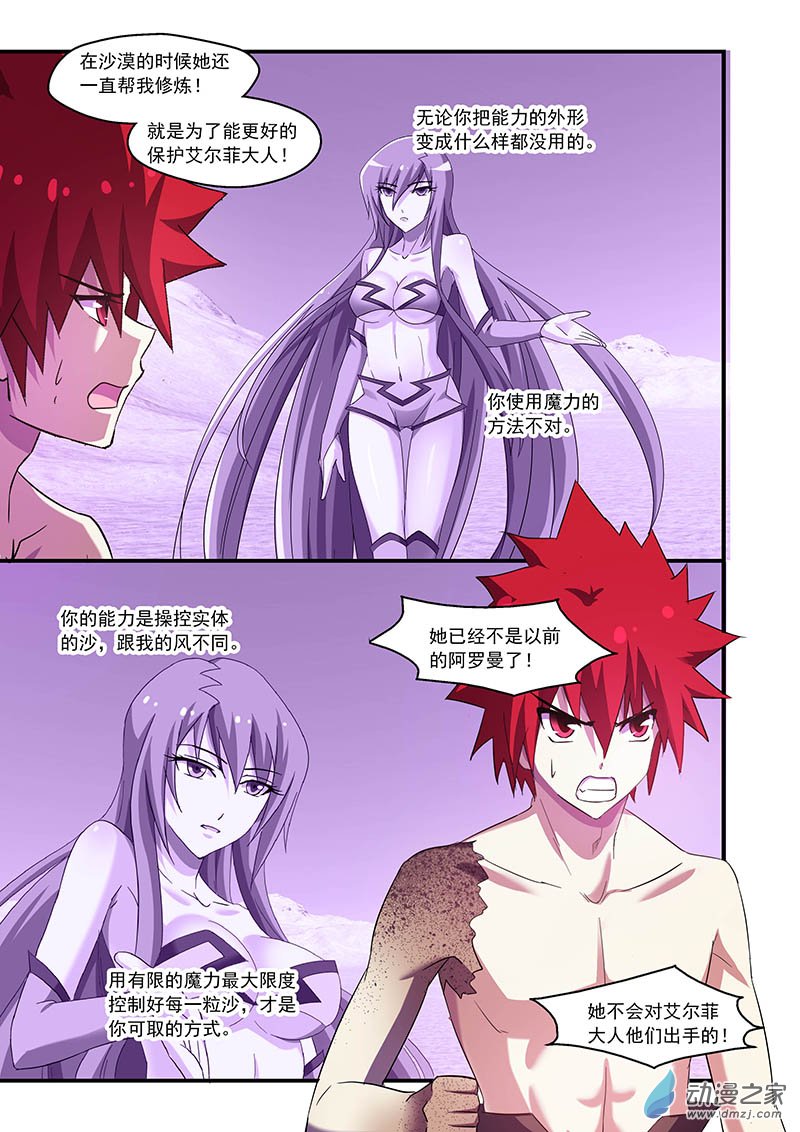 在沙漠的时候她还
一直帮我修炼！
就是为了能更好的
保护艾尔菲大人！
无论你把能力的外形
变成什么样都没用的。
你使用魔力的
方法不对。
你的能力是操控实体
的沙，跟我的风不同。
她已经不是以前
的阿罗曼了！
用有限的魔力最大限度
控制好每一粒沙，才是
你可取的方式。
她不会对艾尔菲
大人他们出手的！
动漫之家
www.dmzj.com